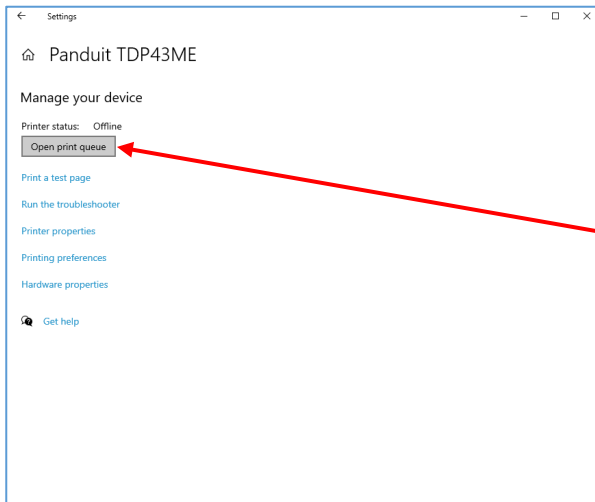 Settings
Panduit TDP43ME
Manage your device
Printer status: Offline
Open print queue
Print a test page
Run the troubleshooter
Printer properties
Printing preferences
Hardware properties
Get help